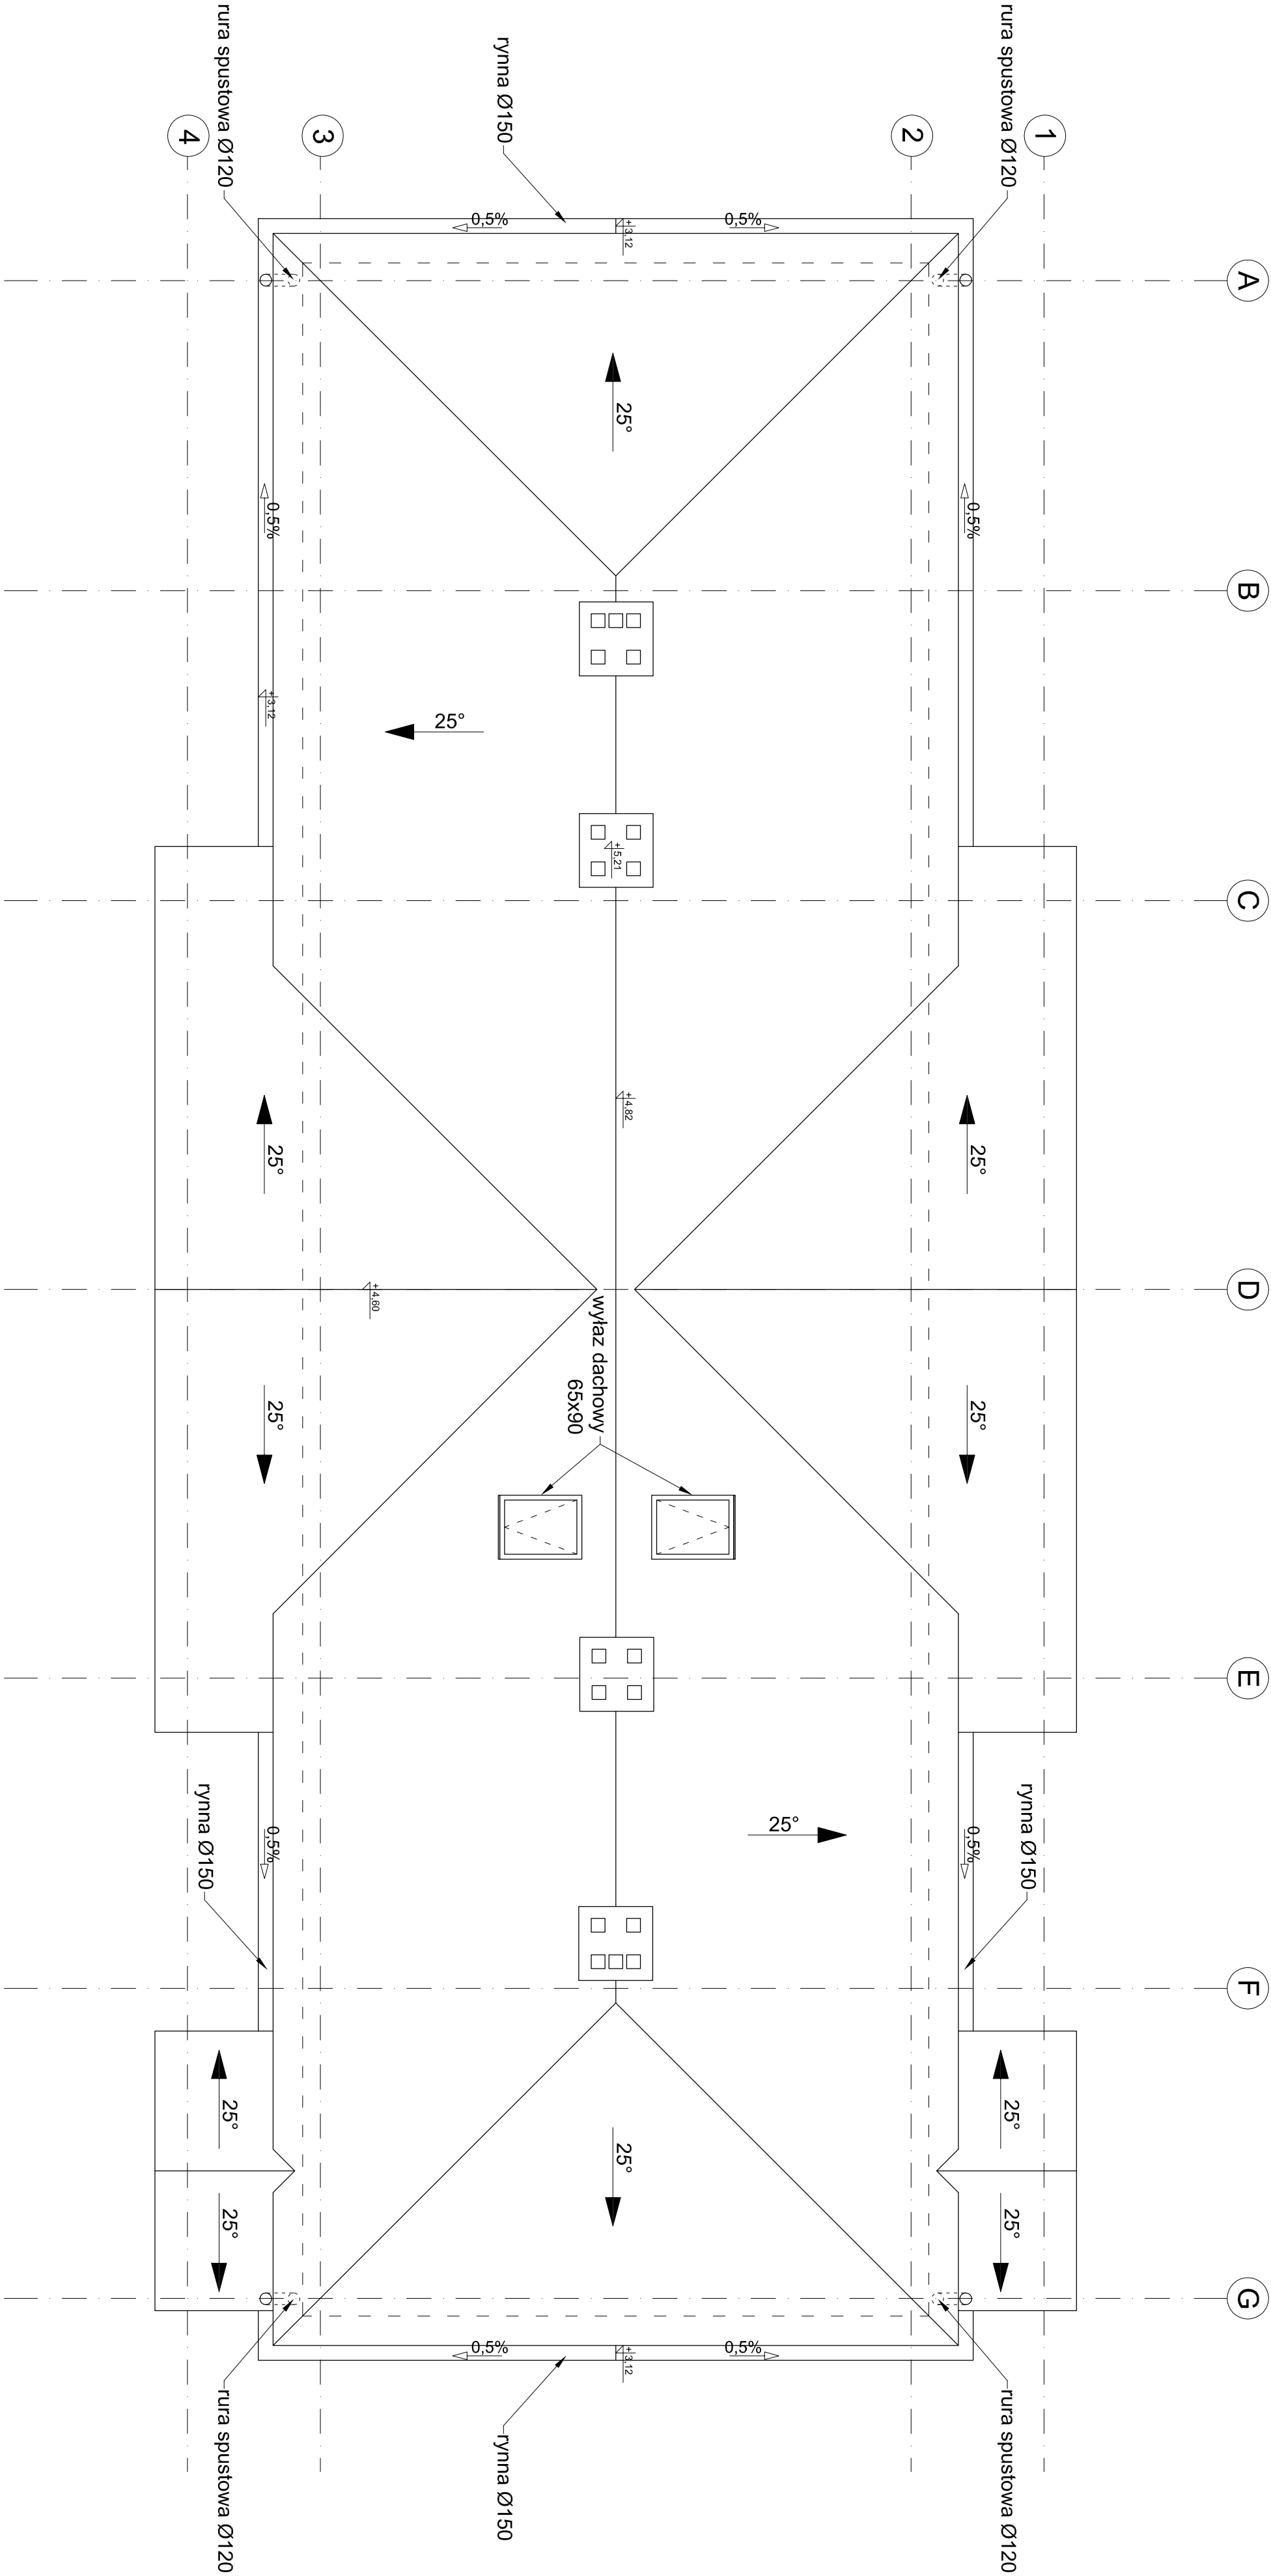 rura spustowa Ø120
rynna Ø150
rura spustowa Ø120
4
3
2
1
0,5%
+3,12
0,5%
A
25°
0,5%
0,5%
B
+3,12
25°
+5,21
C
+4,82
25°
25°
D
+4,60
wyłaz dachowy
65x90
25°
25°
E
rynna Ø150
0,5%
25°
0,5%
rynna Ø150
F
25°
25°
25°
25°
25°
G
0,5%
+3,12
0,5%
rura spustowa Ø120
rynna Ø150
rura spustowa Ø120